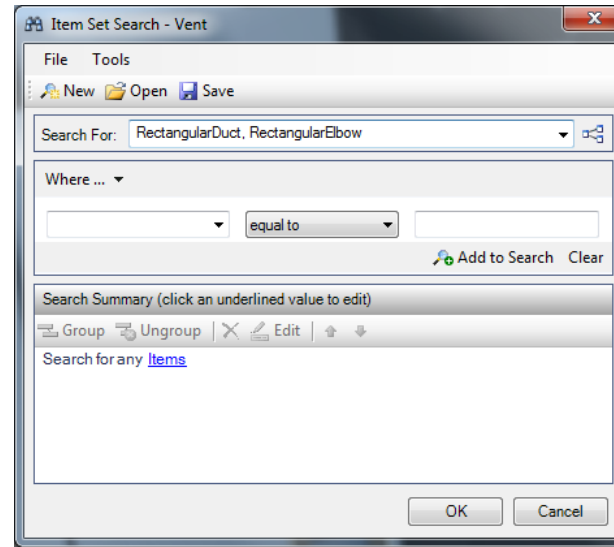 Item Set Search - Vent
File Tools
New Open Save
Search For: RectangularDuct, RectangularElbow
Where ...
equal to
Add to Search Clear
Search Summary (click an underlined value to edit)
Group Ungroup Edit
Search for any Items
OK Cancel